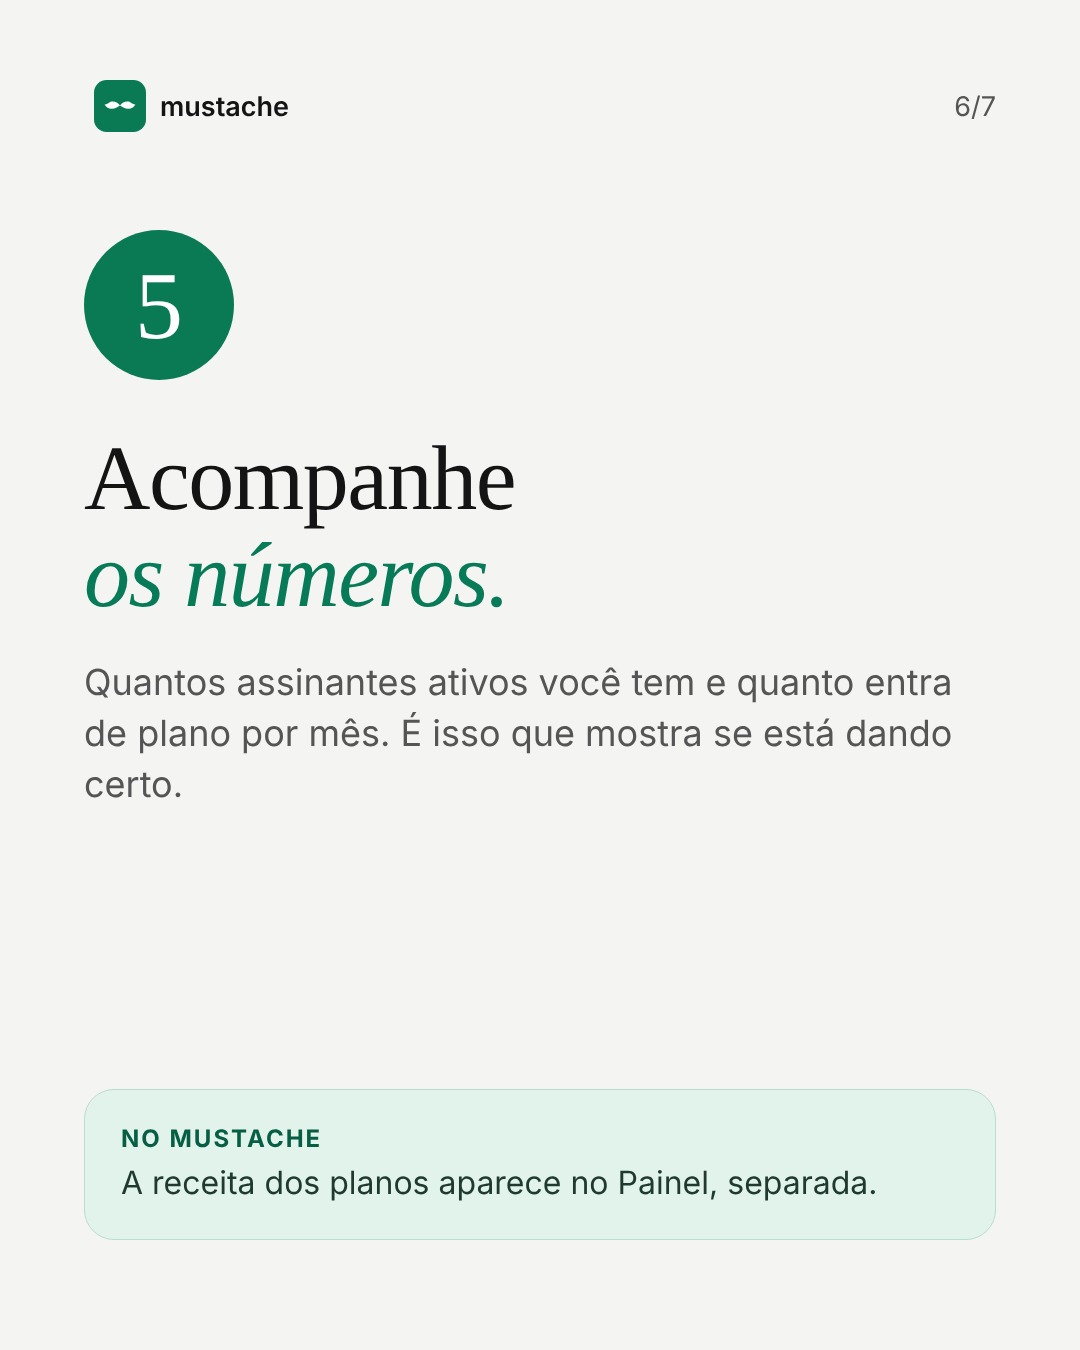 mustache
6/7
5
Acompanhe
os números.
Quantos assinantes ativos você tem e quanto entra
de plano por mês. É isso que mostra se está dando
certo.
NO MUSTACHE
A receita dos planos aparece no Painel, separada.